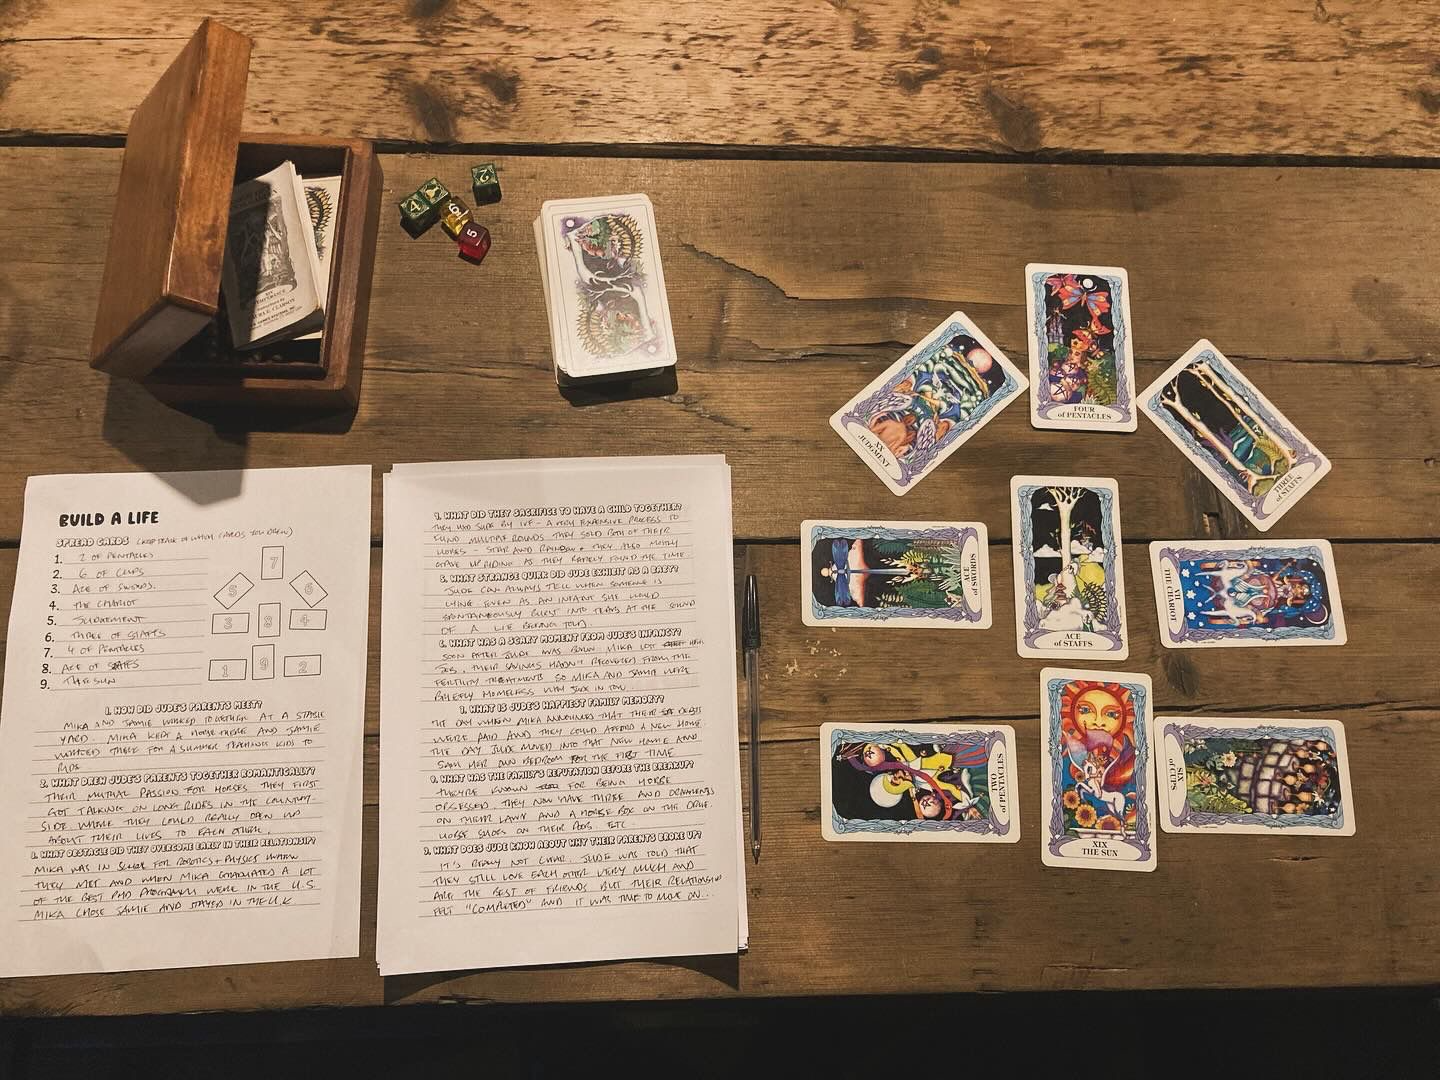 BUILD A LIFE
SPREAD CARDS (KEEP TRACK OF WHICH CARDS YOU DREW)
1. 2 OF PENTACLES
2. 6 OF CUPS
3. ACE OF SWORDS.
4. THE CHARIOT
5. JUDGEMENT
6. THREE OF STAFFS
7. 4 OF PENTACLES
8. ACE OF STAFFS
9. THE SUN
7
5 6
3 8 4
1 9 2
1. HOW DID JUDE'S PARENTS MEET?
MIKA AND JAMIE WORKED TOGETHER AT A STABLE
YARD. MIKA KEPT A HORSE THERE AND JAMIE
WORKED THERE FOR A SUMMER TEACHING KIDS TO
RIDE.
2. WHAT DREW JUDE'S PARENTS TOGETHER ROMANTICALLY?
THEIR MUTUAL PASSION FOR HORSES. THEY FIRST
GOT TALKING ON LONG RIDES IN THE COUNTRY-
SIDE WHERE THEY COULD REALLY OPEN UP
ABOUT THEIR LIVES TO EACH OTHER.
3. WHAT OBSTACLE DID THEY OVERCOME EARLY IN THEIR RELATIONSHIP?
MIKA WAS IN SCHOOL FOR ROBOTICS + PHYSICS WHEN
THEY MET AND WHEN MIKA GRADUATED A LOT
OF THE BEST PHD PROGRAMS WERE IN THE U.S.
MIKA CHOSE JAMIE AND STAYED IN THE U.K.
4. WHAT DID THEY SACRIFICE TO HAVE A CHILD TOGETHER?
THEY HAD JUDE BY IVF - A VERY EXPENSIVE PROCESS TO
FUND MULTIPLE ROUNDS THEY SOLD BOTH OF THEIR
HORSES - STAR AND RAINBOW + THEY ALSO MOSTLY
GAVE UP RIDING AS THEY RARELY FOUND THE TIME.
5. WHAT STRANGE QUIRK DID JUDE EXHIBIT AS A BABY?
JUDE CAN ALWAYS TELL WHEN SOMEONE IS
LYING. EVEN AS AN INFANT SHE WOULD
SPONTANEOUSLY BURST INTO TEARS AT THE SOUND
OF A LIE BEING TOLD.
6. WHAT WAS A SCARY MOMENT FROM JUDE'S INFANCY?
SOON AFTER JUDE WAS BORN MIKA LOST HER
JOB. THEIR SAVINGS HADN'T RECOVERED FROM THE
FERTILITY TREATMENTS SO MIKA AND JAMIE WERE
BRIEFLY HOMELESS WITH JUDE IN TOW.
7. WHAT IS JUDE'S HAPPIEST FAMILY MEMORY?
THE DAY WHEN MIKA ANNOUNCED THAT THEIR DEBTS
WERE PAID AND THEY COULD AFFORD A NEW HOME.
THE DAY JUDE MOVED INTO THAT NEW HOME AND
SAW HER OWN BEDROOM FOR THE FIRST TIME
8. WHAT WAS THE FAMILY'S REPUTATION BEFORE THE BREAKUP?
THEY'RE KNOWN FOR BEING HORSE
OBSESSED. THEY NOW HAVE THREE AND ORNAMENTS
ON THEIR LAWN AND A HORSE BOX ON THE DRIVE.
HORSE SHOES ON THEIR DOORS. ETC.
9. WHAT DOES JUDE KNOW ABOUT WHY THEIR PARENTS BROKE UP?
IT'S REALLY NOT CLEAR. JUDE WAS TOLD THAT
THEY STILL LOVE EACH OTHER VERY MUCH AND
ARE THE BEST OF FRIENDS BUT THEIR RELATIONSHIP
FELT "COMPLETED" AND IT WAS TIME TO MOVE ON...
XIV
TEMPERANCE
2
4
6
5
FOUR
of PENTACLES
XX
JUDGMENT
THREE
of STAFFS
ACE
of SWORDS
ACE
of STAFFS
VII
THE CHARIOT
TWO
of PENTACLES
XIX
THE SUN
SIX
of CUPS